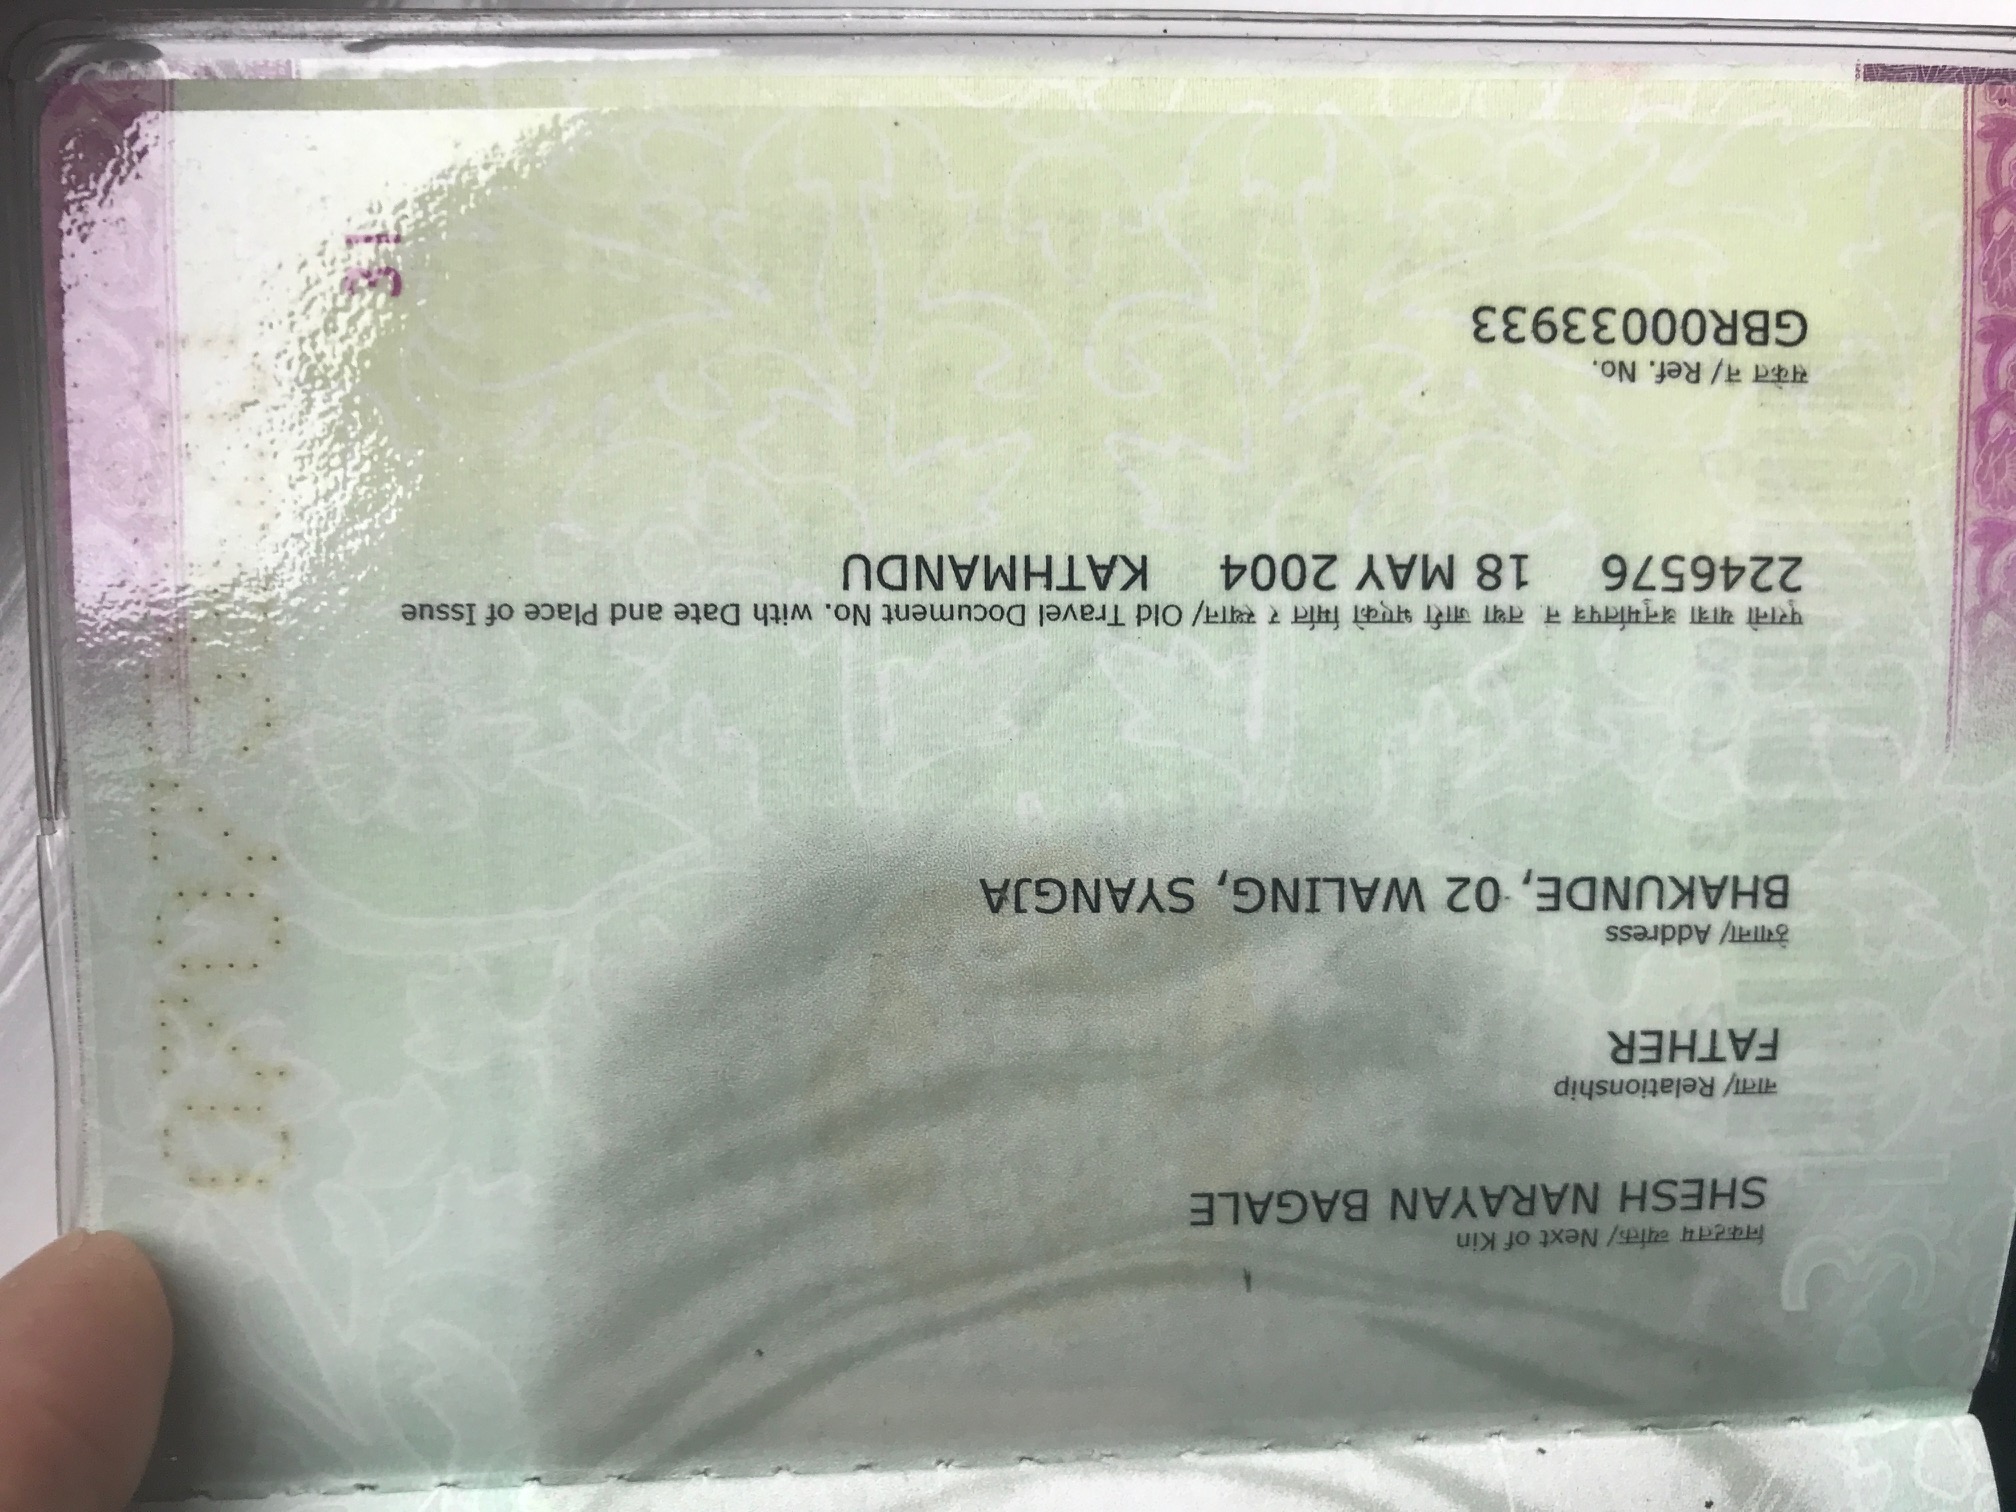 निकटतम व्यक्ति/ Next of Kin
SHESH NARAYAN BAGALE
नाता/ Relationship
FATHER
ठेगाना/ Address
BHAKUNDE, 02 WALING, SYANGJA
पुरानो यात्रा अनुमतिपत्र नं. तथा जारी भएको मिति र स्थान/ Old Travel Document No. with Date and Place of Issue
2246576 18 MAY 2004 KATHMANDU
संकेत नं/ Ref. No.
GBR00033933
31